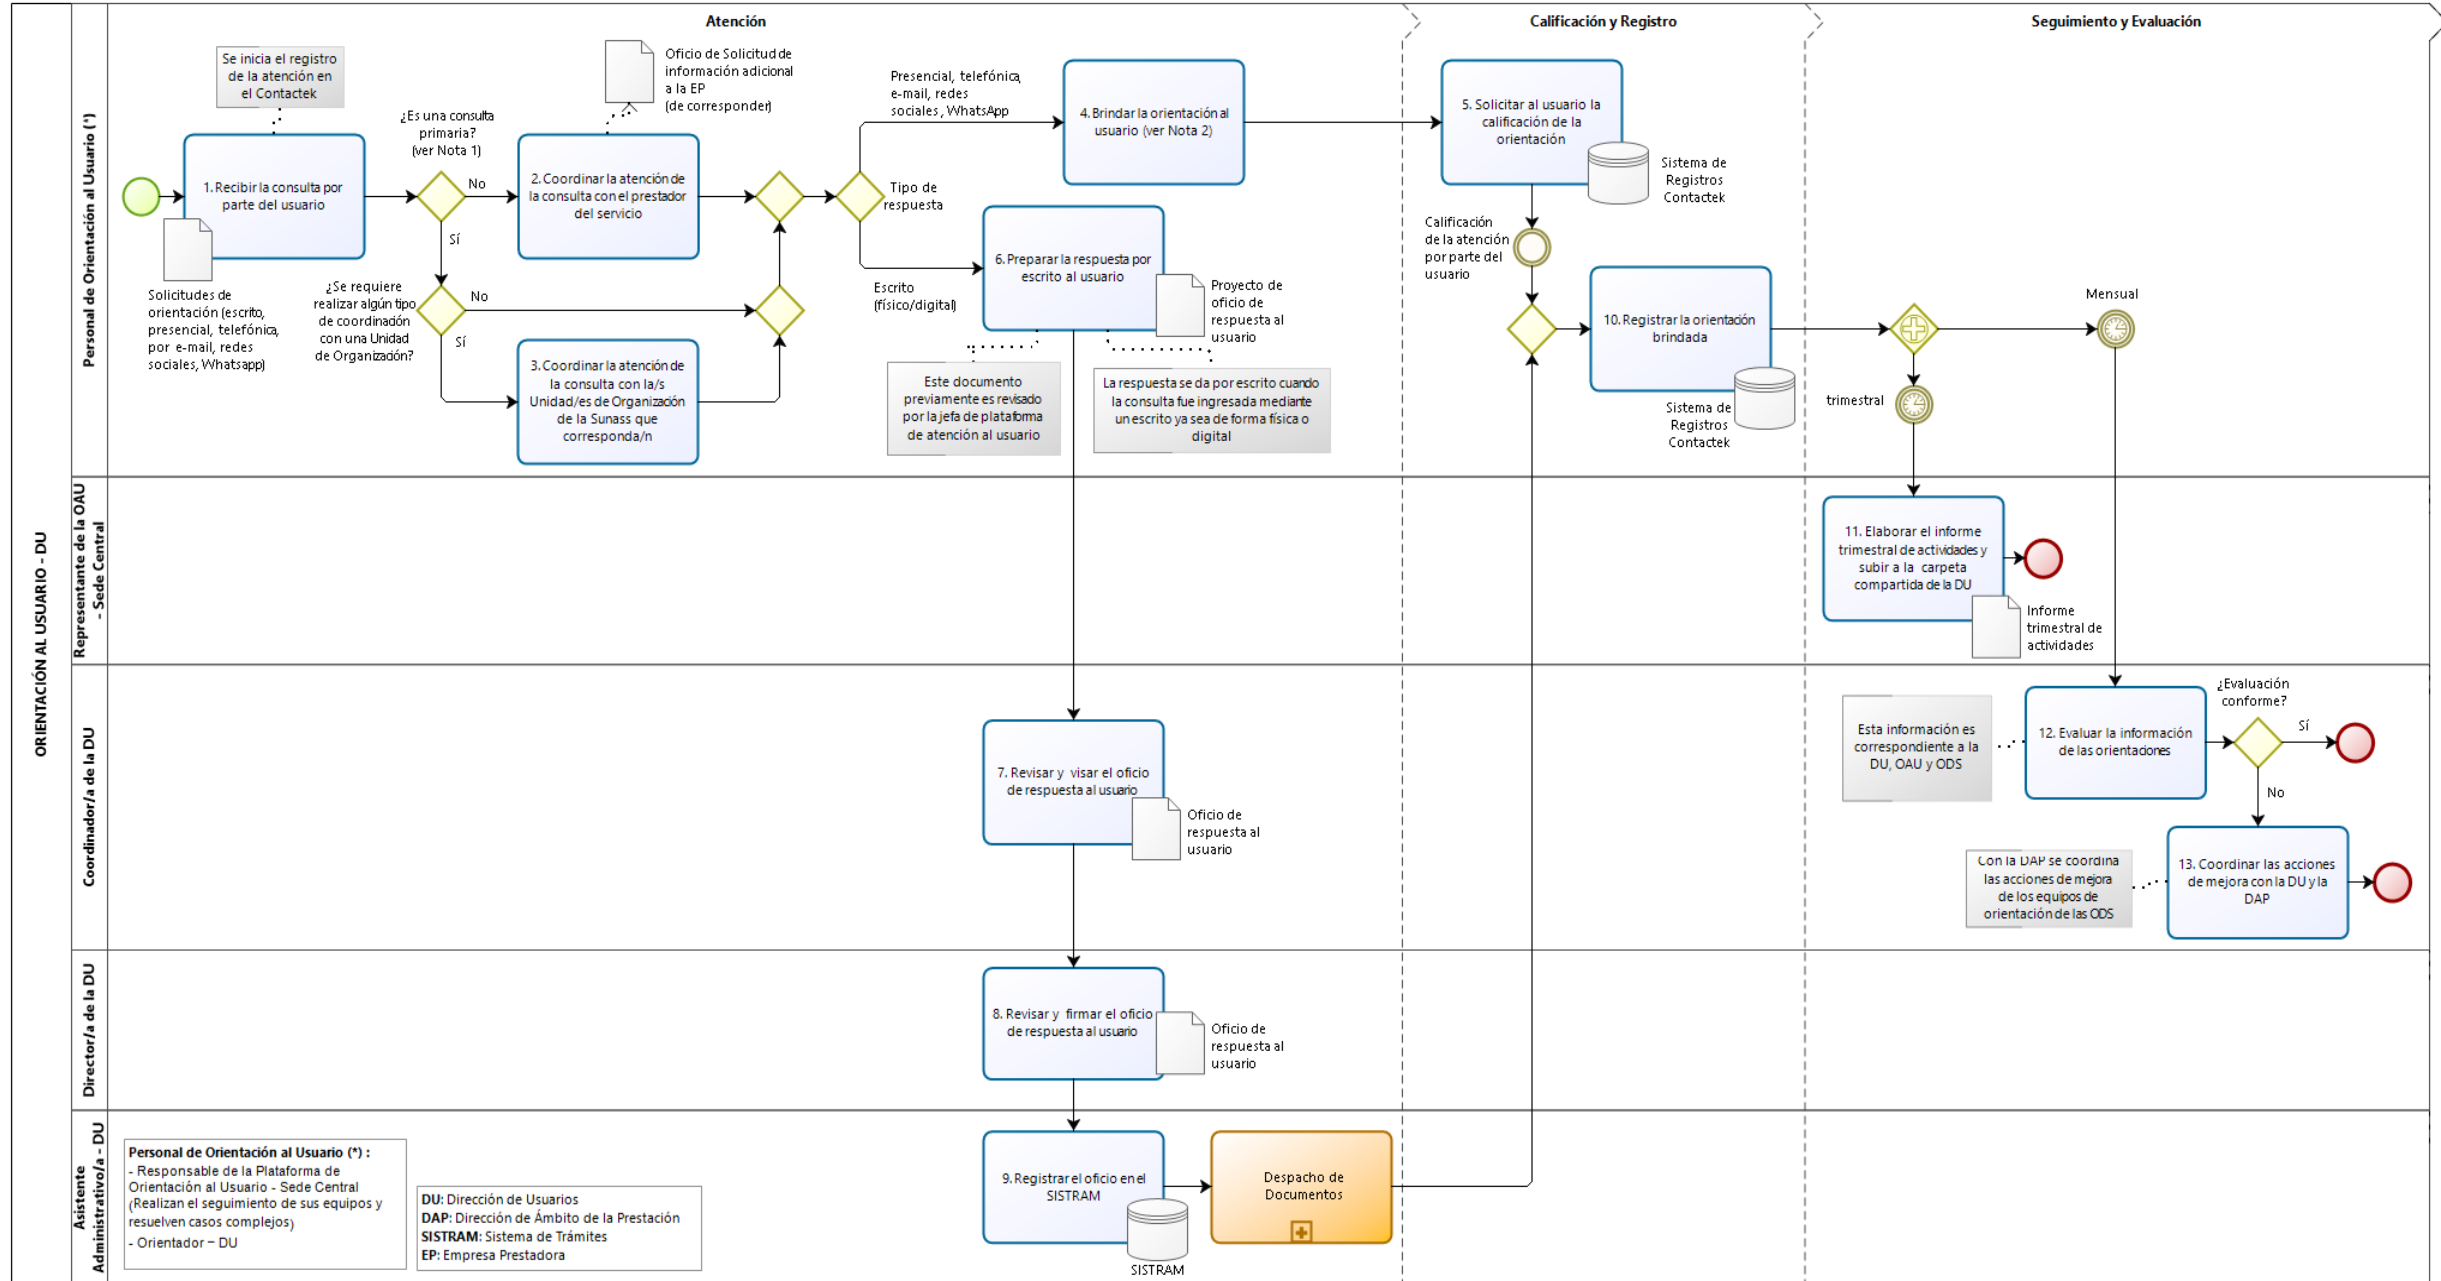 Atención
Calificación y Registro
Seguimiento y Evaluación
ORIENTACIÓN AL USUARIO - DU
Personal de Orientación al Usuario (*)
Se inicia el registro
de la atención en
el Contactek
1. Recibir la consulta por
parte del usuario
Solicitudes de
orientación (escrito,
presencial, telefónica,
por e-mail, redes
sociales, Whatsapp)
¿Es una consulta
primaria?
(ver Nota 1)
No
Sí
¿Se requiere
realizar algún tipo
de coordinación
con una Unidad
de Organización?
No
Sí
Oficio de Solicitud de
información adicional
a la EP
(de corresponder)
2. Coordinar la atención de
la consulta con el prestador
del servicio
3. Coordinar la atención de
la consulta con la/s
Unidad/es de Organización
de la Sunass que
corresponda/n
Tipo de
respuesta
Presencial, telefónica,
e-mail, redes
sociales, WhatsApp
Escrito
(físico/digital)
4. Brindar la orientación al
usuario (ver Nota 2)
6. Preparar la respuesta por
escrito al usuario
Proyecto de
oficio de
respuesta al
usuario
Este documento
previamente es revisado
por la jefa de plataforma
de atención al usuario
La respuesta se da por escrito cuando
la consulta fue ingresada mediante
un escrito ya sea de forma física o
digital
5. Solicitar al usuario la
calificación de la
orientación
Sistema de
Registros
Contactek
Calificación
de la atención
por parte del
usuario
10. Registrar la orientación
brindada
Sistema de
Registros
Contactek
Mensual
trimestral
Representante de la OAU
- Sede Central
11. Elaborar el informe
trimestral de actividades y
subir a la carpeta
compartida de la DU
Informe
trimestral de
actividades
Coordinador/a de la DU
7. Revisar y visar el oficio
de respuesta al usuario
Oficio de
respuesta al
usuario
Esta información es
correspondiente a la
DU, OAU y ODS
12. Evaluar la información
de las orientaciones
¿Evaluación
conforme?
Sí
No
Con la DAP se coordina
las acciones de mejora
de los equipos de
orientación de las ODS
13. Coordinar las acciones
de mejora con la DU y la
DAP
Director/a de la DU
8. Revisar y firmar el oficio
de respuesta al usuario
Oficio de
respuesta al
usuario
Asistente
Administrativo/a - DU
Personal de Orientación al Usuario (*) :
- Responsable de la Plataforma de
Orientación al Usuario - Sede Central
(Realizan el seguimiento de sus equipos y
resuelven casos complejos)
- Orientador – DU
DU: Dirección de Usuarios
DAP: Dirección de Ámbito de la Prestación
SISTRAM: Sistema de Trámites
EP: Empresa Prestadora
9. Registrar el oficio en el
SISTRAM
SISTRAM
Despacho de
Documentos